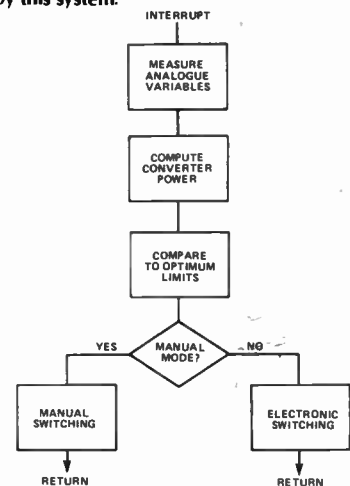 by this system.
INTERRUPT
MEASURE
ANALOGUE
VARIABLES
COMPUTE
CONVERTER
POWER
COMPARE
TO OPTIMUM
LIMITS
YES
MANUAL
MODE?
NO
MANUAL
SWITCHING
ELECTRONIC
SWITCHING
RETURN
RETURN